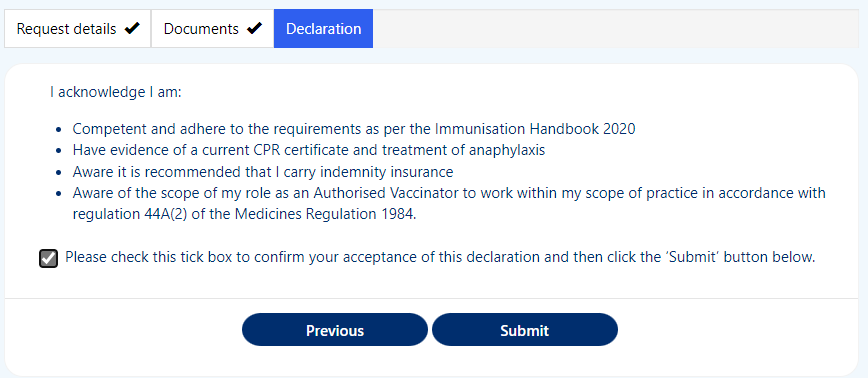 Request details
Documents
Declaration
I acknowledge I am:
Competent and adhere to the requirements as per the Immunisation Handbook 2020
Have evidence of a current CPR certificate and treatment of anaphylaxis
Aware it is recommended that I carry indemnity insurance
Aware of the scope of my role as an Authorised Vaccinator to work within my scope of practice in accordance with
regulation 44A(2) of the Medicines Regulation 1984.
Please check this tick box to confirm your acceptance of this declaration and then click the ‘Submit’ button below.
Previous
Submit